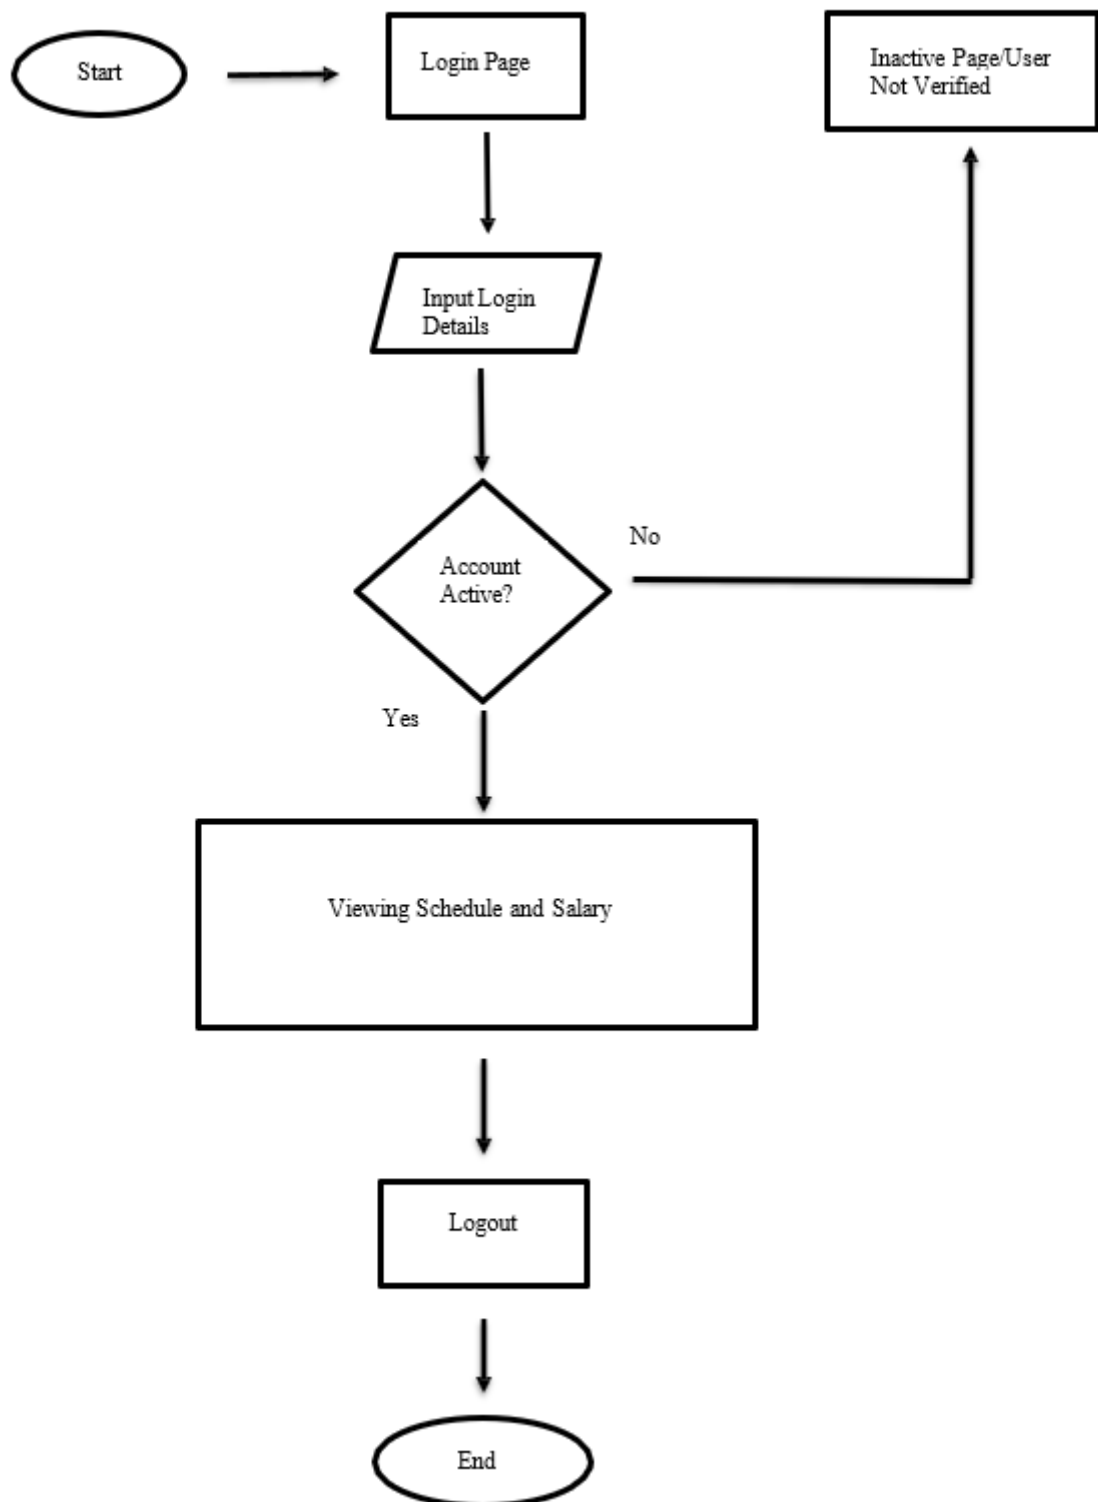 Start
Login Page
Inactive Page/User
Not Verified
Input Login
Details
Account
Active?
No
Yes
Viewing Schedule and Salary
Logout
End